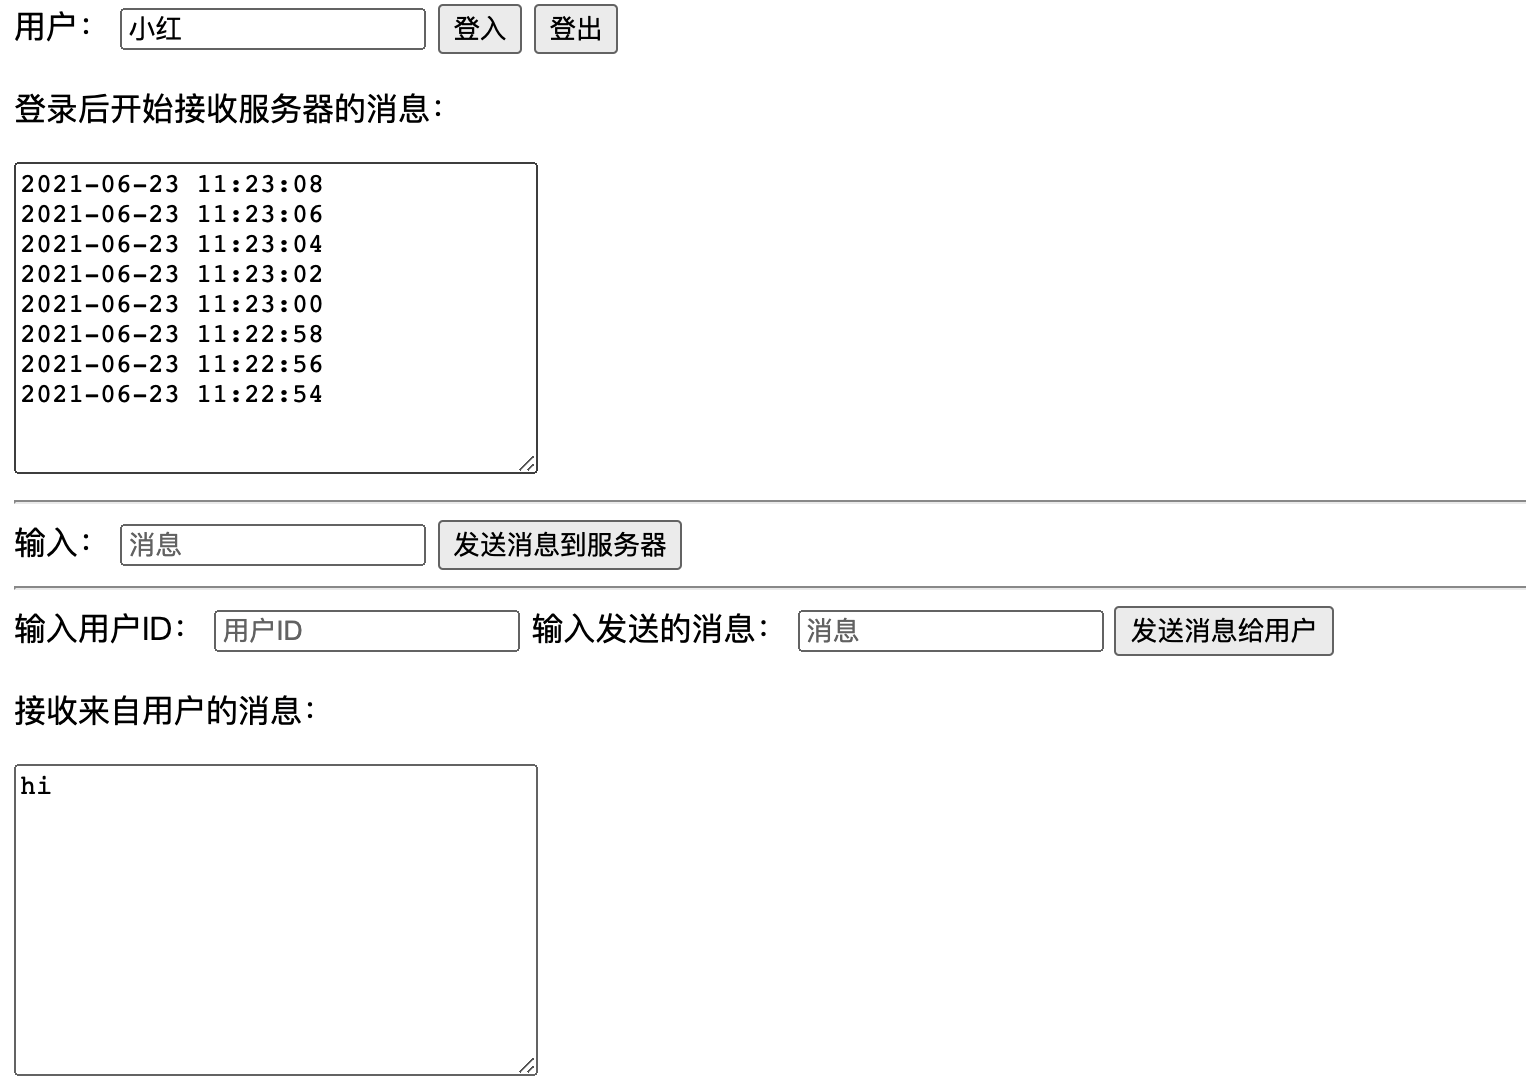 用户： 小红 登入 登出
登录后开始接收服务器的消息：
2021-06-23 11:23:08
2021-06-23 11:23:06
2021-06-23 11:23:04
2021-06-23 11:23:02
2021-06-23 11:23:00
2021-06-23 11:22:58
2021-06-23 11:22:56
2021-06-23 11:22:54
输入： 消息 发送消息到服务器
输入用户ID： 用户ID 输入发送的消息： 消息 发送消息给用户
接收来自用户的消息：
hi